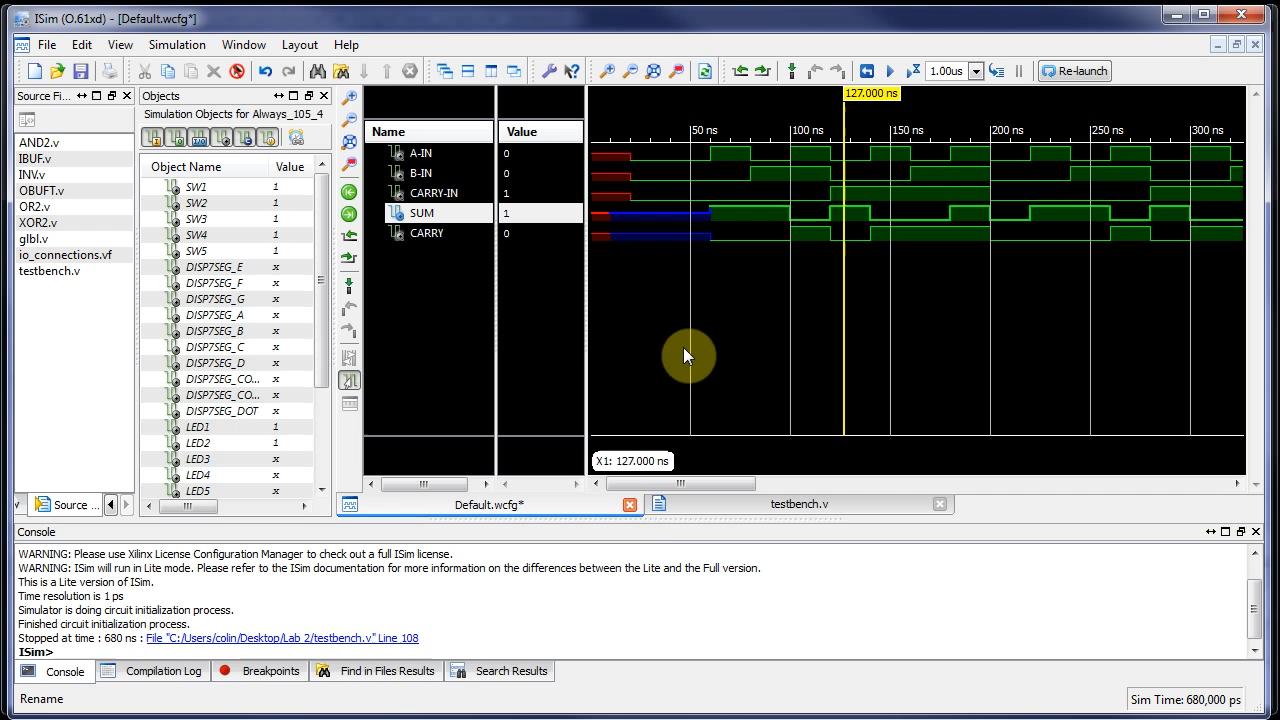 ISim (O.61xd) - [Default.wcfg*]
File Edit View Simulation Window Layout Help
1.00us Re-launch
Source Fi...
AND2.v
IBUF.v
INV.v
OBUFT.v
OR2.v
XOR2.v
glbl.v
io_connections.vf
testbench.v
Source ...
Objects
Simulation Objects for Always_105_4
Object Name Value
SW1 1
SW2 1
SW3 1
SW4 1
SW5 1
DISP7SEG_E x
DISP7SEG_F x
DISP7SEG_G x
DISP7SEG_A x
DISP7SEG_B x
DISP7SEG_C x
DISP7SEG_D x
DISP7SEG_CO... x
DISP7SEG_CO... x
DISP7SEG_DOT x
LED1 1
LED2 1
LED3 x
LED4 x
LED5 x
127.000 ns
Name Value
50 ns 100 ns 150 ns 200 ns 250 ns 300 ns
A-IN 0
B-IN 0
CARRY-IN 1
SUM 1
CARRY 0
X1: 127.000 ns
Default.wcfg* testbench.v
Console
WARNING: Please use Xilinx License Configuration Manager to check out a full ISim license.
WARNING: ISim will run in Lite mode. Please refer to the ISim documentation for more information on the differences between the Lite and the Full version.
This is a Lite version of ISim.
Time resolution is 1 ps
Simulator is doing circuit initialization process.
Finished circuit initialization process.
Stopped at time : 680 ns : File "C:/Users/colin/Desktop/Lab 2/testbench.v" Line 108
ISim>
Console Compilation Log Breakpoints Find in Files Results Search Results
Rename Sim Time: 680,000 ps